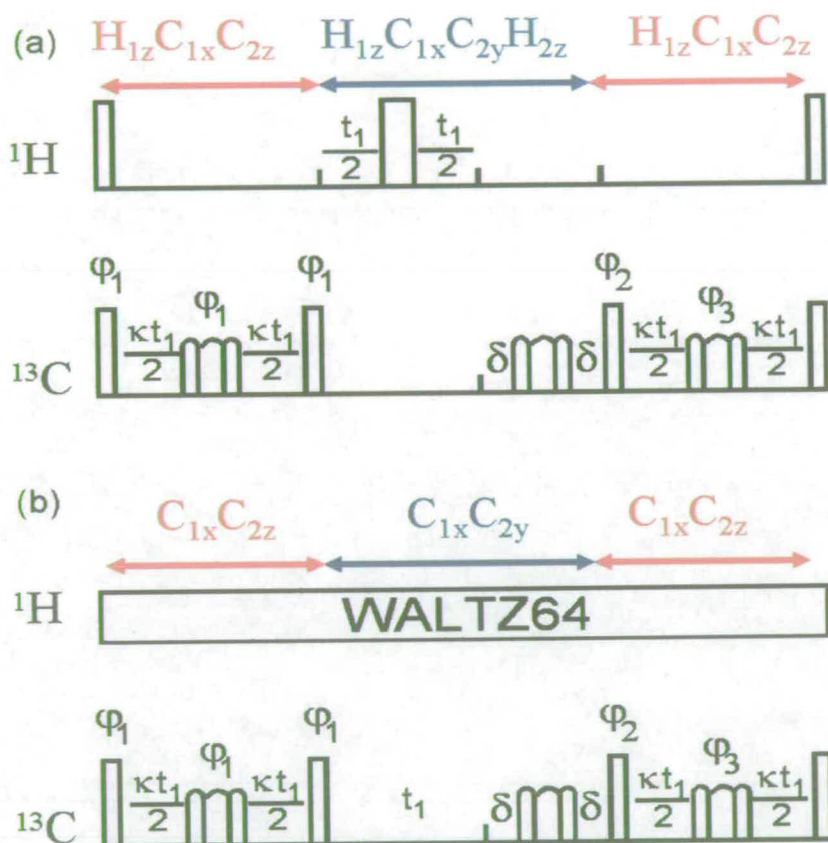 (a)
H1zC1xC2z H1zC1xC2yH2z H1zC1xC2z
¹H t₁/2 t₁/2
φ₁ φ₁ φ₁ φ₂ φ₃
¹³C κt₁/2 κt₁/2 δ δ κt₁/2 κt₁/2
(b)
C1xC2z C1xC2y C1xC2z
¹H WALTZ64
φ₁ φ₁ φ₁ φ₂ φ₃
¹³C κt₁/2 κt₁/2 t₁ δ δ κt₁/2 κt₁/2